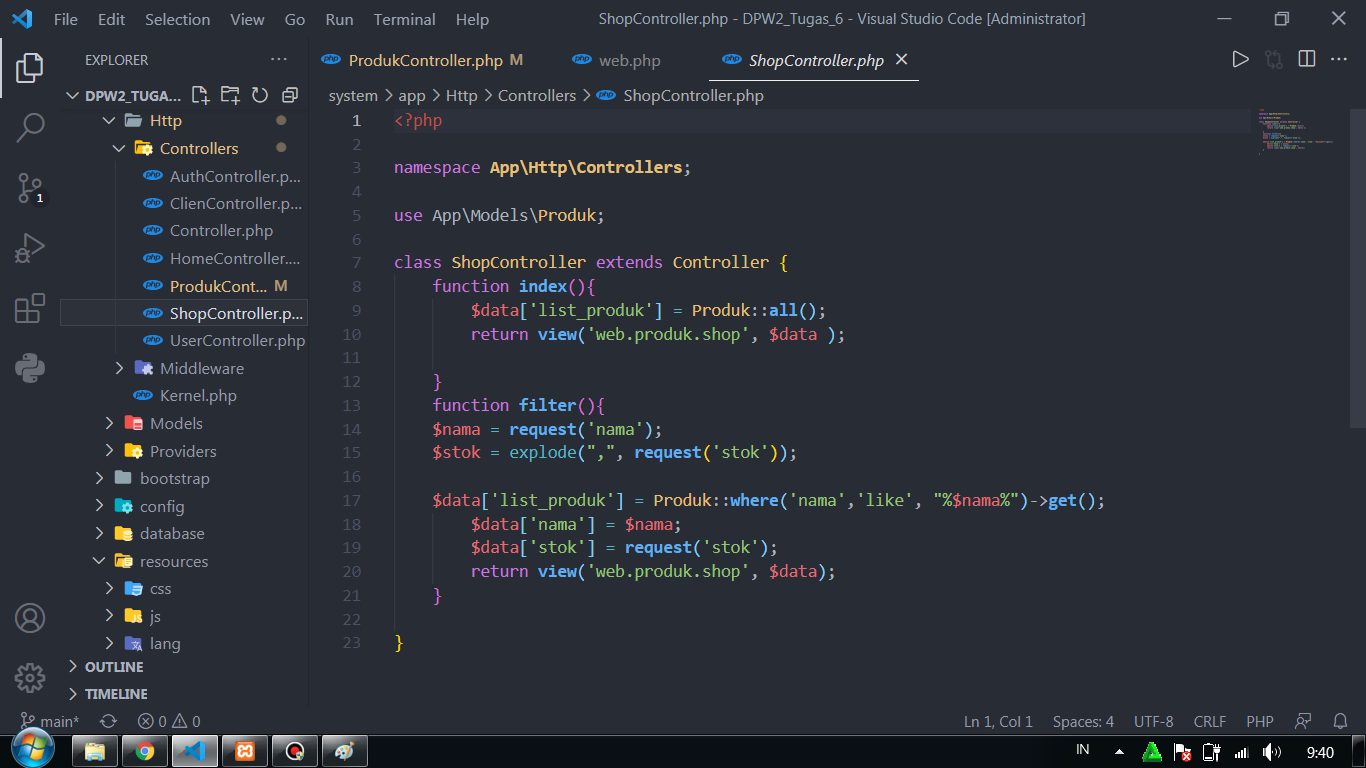 File Edit Selection View Go Run Terminal Help ShopController.php - DPW2_Tugas_6 - Visual Studio Code [Administrator]
EXPLORER ...
ProdukController.php M web.php ShopController.php
DPW2_TUGA...
system > app > Http > Controllers > ShopController.php
Http
Controllers
AuthController.p...
ClienController.p...
Controller.php
HomeController....
ProdukCont... M
ShopController.p...
UserController.php
Middleware
Kernel.php
Models
Providers
bootstrap
config
database
resources
css
js
lang
OUTLINE
TIMELINE
1
1 <?php
2
3 namespace App\Http\Controllers;
4
5 use App\Models\Produk;
6
7 class ShopController extends Controller {
8 function index(){
9 $data['list_produk'] = Produk::all();
10 return view('web.produk.shop', $data );
11
12 }
13 function filter(){
14 $nama = request('nama');
15 $stok = explode(",", request('stok'));
16
17 $data['list_produk'] = Produk::where('nama','like', "%$nama%")->get();
18 $data['nama'] = $nama;
19 $data['stok'] = request('stok');
20 return view('web.produk.shop', $data);
21 }
22
23 }
main* 0 0 Ln 1, Col 1 Spaces: 4 UTF-8 CRLF PHP
IN 9:40